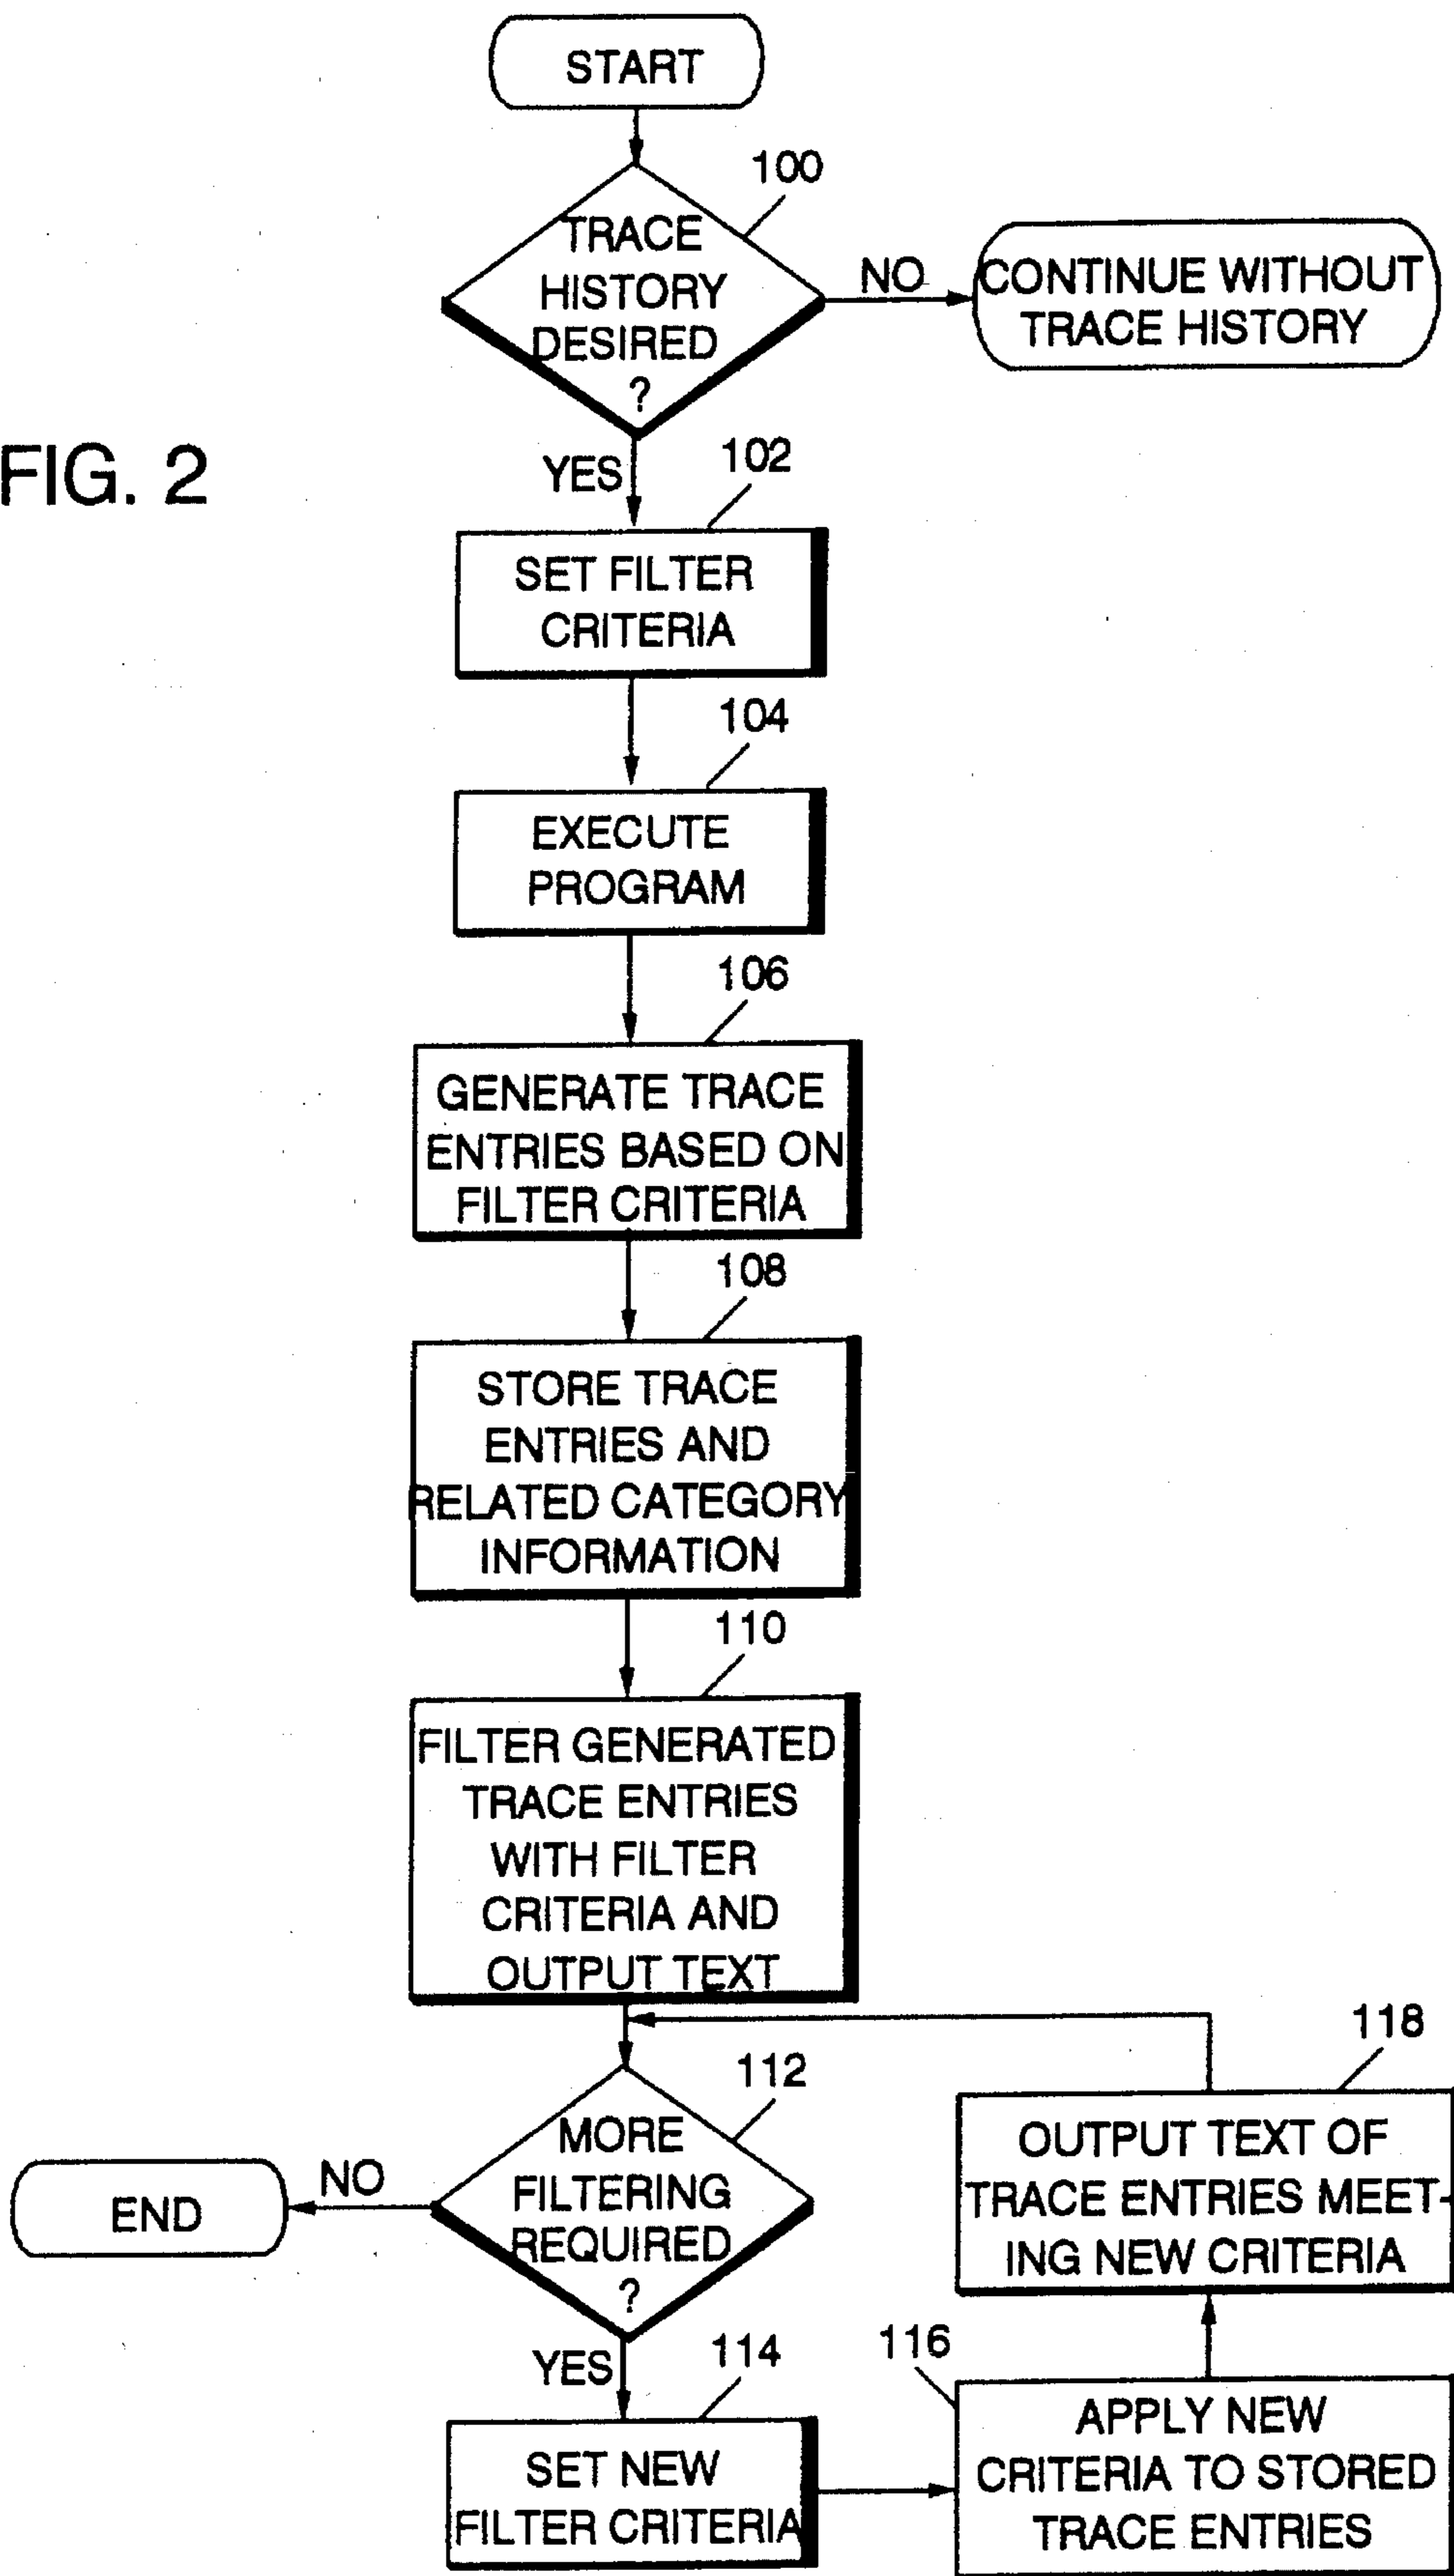 START
100
TRACE
HISTORY
DESIRED
?
NO
CONTINUE WITHOUT
TRACE HISTORY
FIG. 2
YES
102
SET FILTER
CRITERIA
104
EXECUTE
PROGRAM
106
GENERATE TRACE
ENTRIES BASED ON
FILTER CRITERIA
108
STORE TRACE
ENTRIES AND
RELATED CATEGORY
INFORMATION
110
FILTER GENERATED
TRACE ENTRIES
WITH FILTER
CRITERIA AND
OUTPUT TEXT
112
MORE
FILTERING
REQUIRED
?
NO
END
YES
114
SET NEW
FILTER CRITERIA
116
APPLY NEW
CRITERIA TO STORED
TRACE ENTRIES
118
OUTPUT TEXT OF
TRACE ENTRIES MEET-
ING NEW CRITERIA